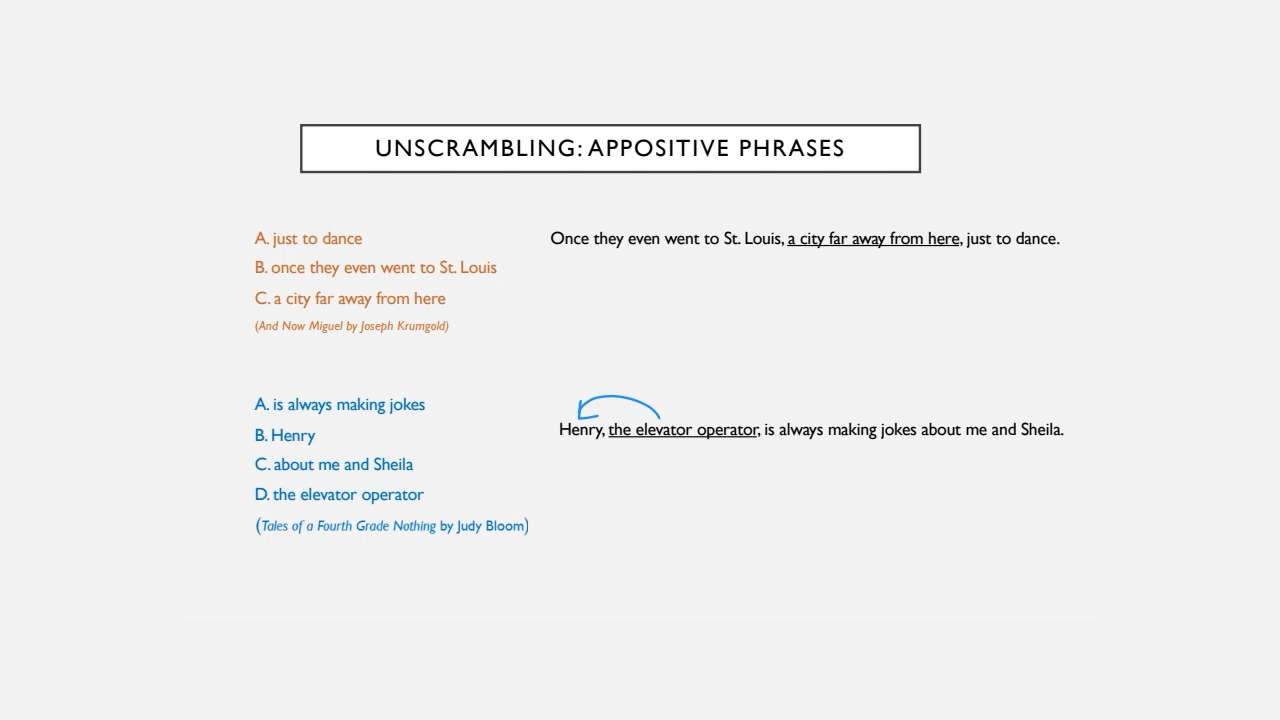 UNSCRAMBLING: APPOSITIVE PHRASES
A. just to dance
B. once they even went to St. Louis
C. a city far away from here
(And Now Miguel by Joseph Krumgold)
Once they even went to St. Louis, a city far away from here, just to dance.
A. is always making jokes
B. Henry
C. about me and Sheila
D. the elevator operator
(Tales of a Fourth Grade Nothing by Judy Bloom)
Henry, the elevator operator, is always making jokes about me and Sheila.